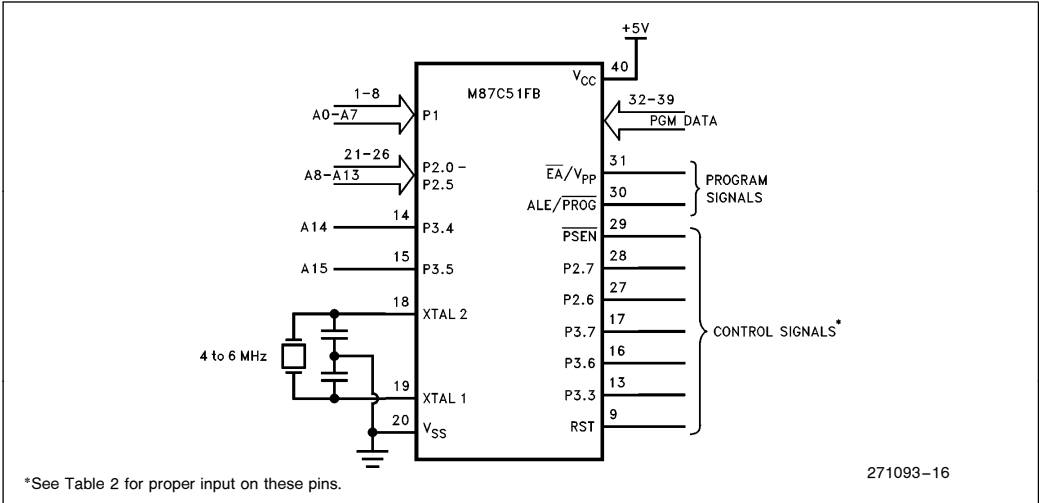 +5V
40
V_CC
M87C51FB
1–8
A0–A7
P1
32–39
PGM DATA
21–26
A8–A13
P2.0 –
P2.5
31
EA/V_PP
PROGRAM
SIGNALS
30
ALE/PROG
14
A14
P3.4
29
PSEN
15
A15
P3.5
28
P2.7
27
P2.6
18
XTAL 2
17
P3.7
CONTROL SIGNALS*
4 to 6 MHz
16
P3.6
19
XTAL 1
13
P3.3
20
V_SS
9
RST
*See Table 2 for proper input on these pins.
271093–16